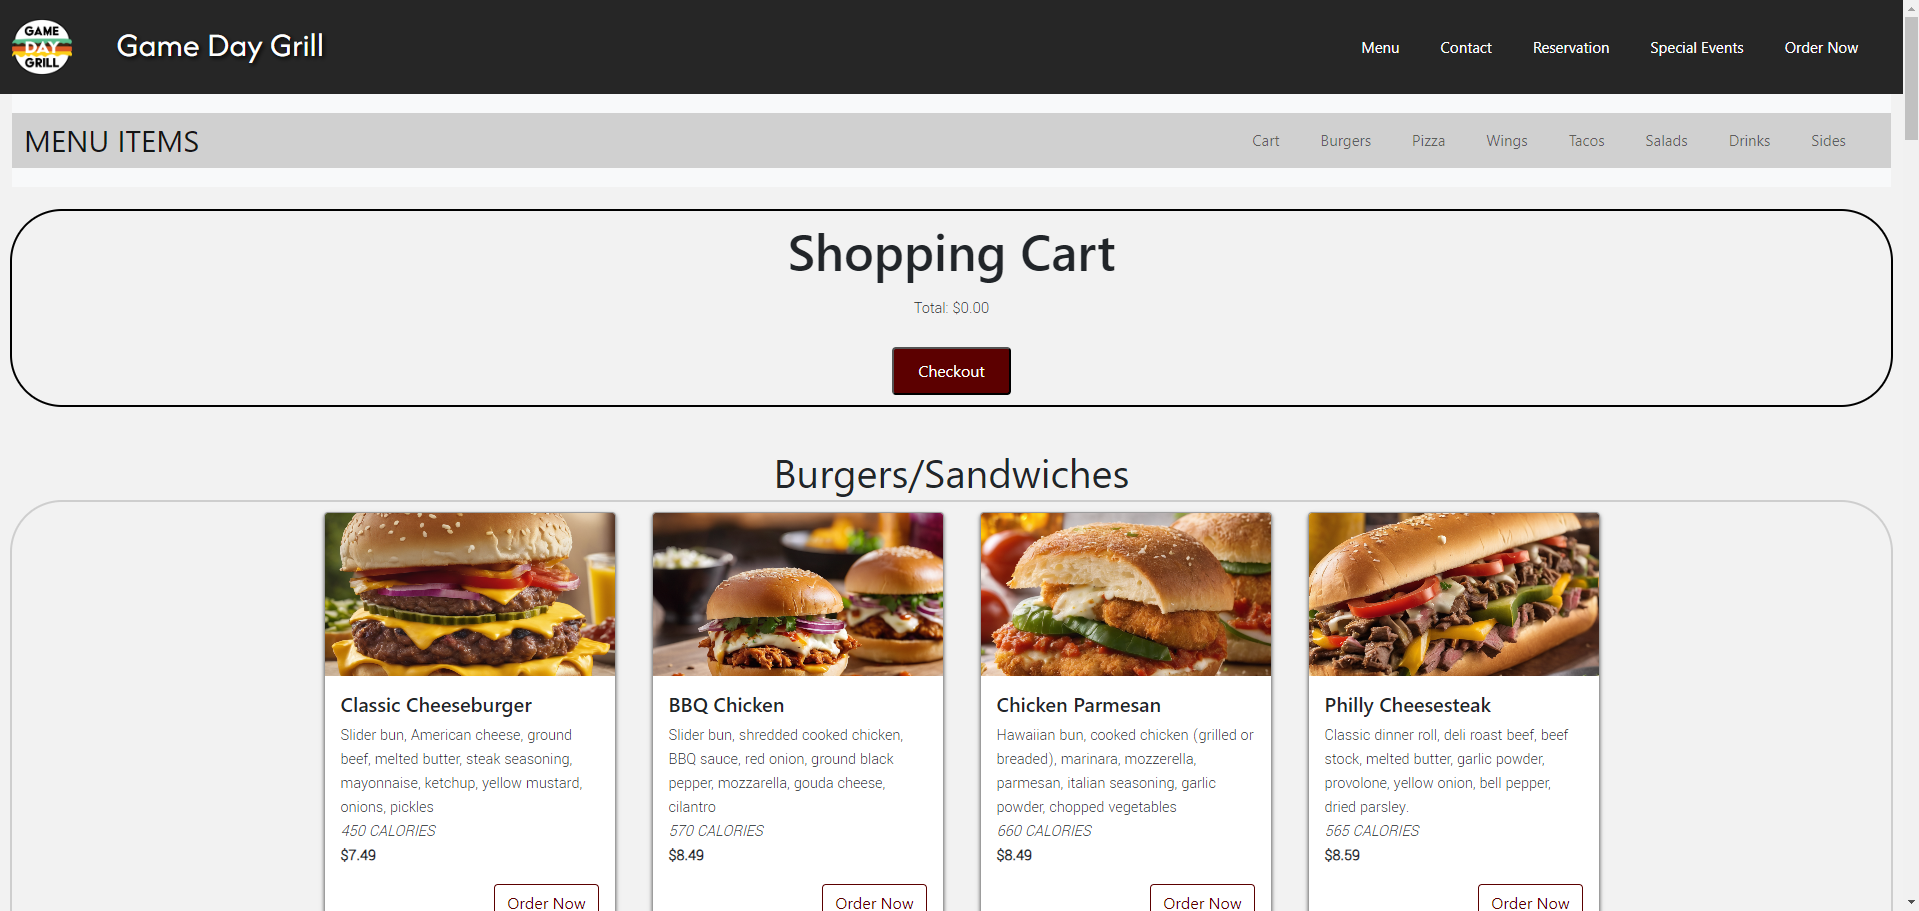 GAME
DAY
GRILL
Game Day Grill
Menu
Contact
Reservation
Special Events
Order Now
MENU ITEMS
Cart
Burgers
Pizza
Wings
Tacos
Salads
Drinks
Sides
Shopping Cart
Total: $0.00
Checkout
Burgers/Sandwiches
Classic Cheeseburger
Slider bun, American cheese, ground
beef, melted butter, steak seasoning,
mayonnaise, ketchup, yellow mustard,
onions, pickles
450 CALORIES
$7.49
Order Now
BBQ Chicken
Slider bun, shredded cooked chicken,
BBQ sauce, red onion, ground black
pepper, mozzarella, gouda cheese,
cilantro
570 CALORIES
$8.49
Order Now
Chicken Parmesan
Hawaiian bun, cooked chicken (grilled or
breaded), marinara, mozzerella,
parmesan, italian seasoning, garlic
powder, chopped vegetables
660 CALORIES
$8.49
Order Now
Philly Cheesesteak
Classic dinner roll, deli roast beef, beef
stock, melted butter, garlic powder,
provolone, yellow onion, bell pepper,
dried parsley.
565 CALORIES
$8.59
Order Now